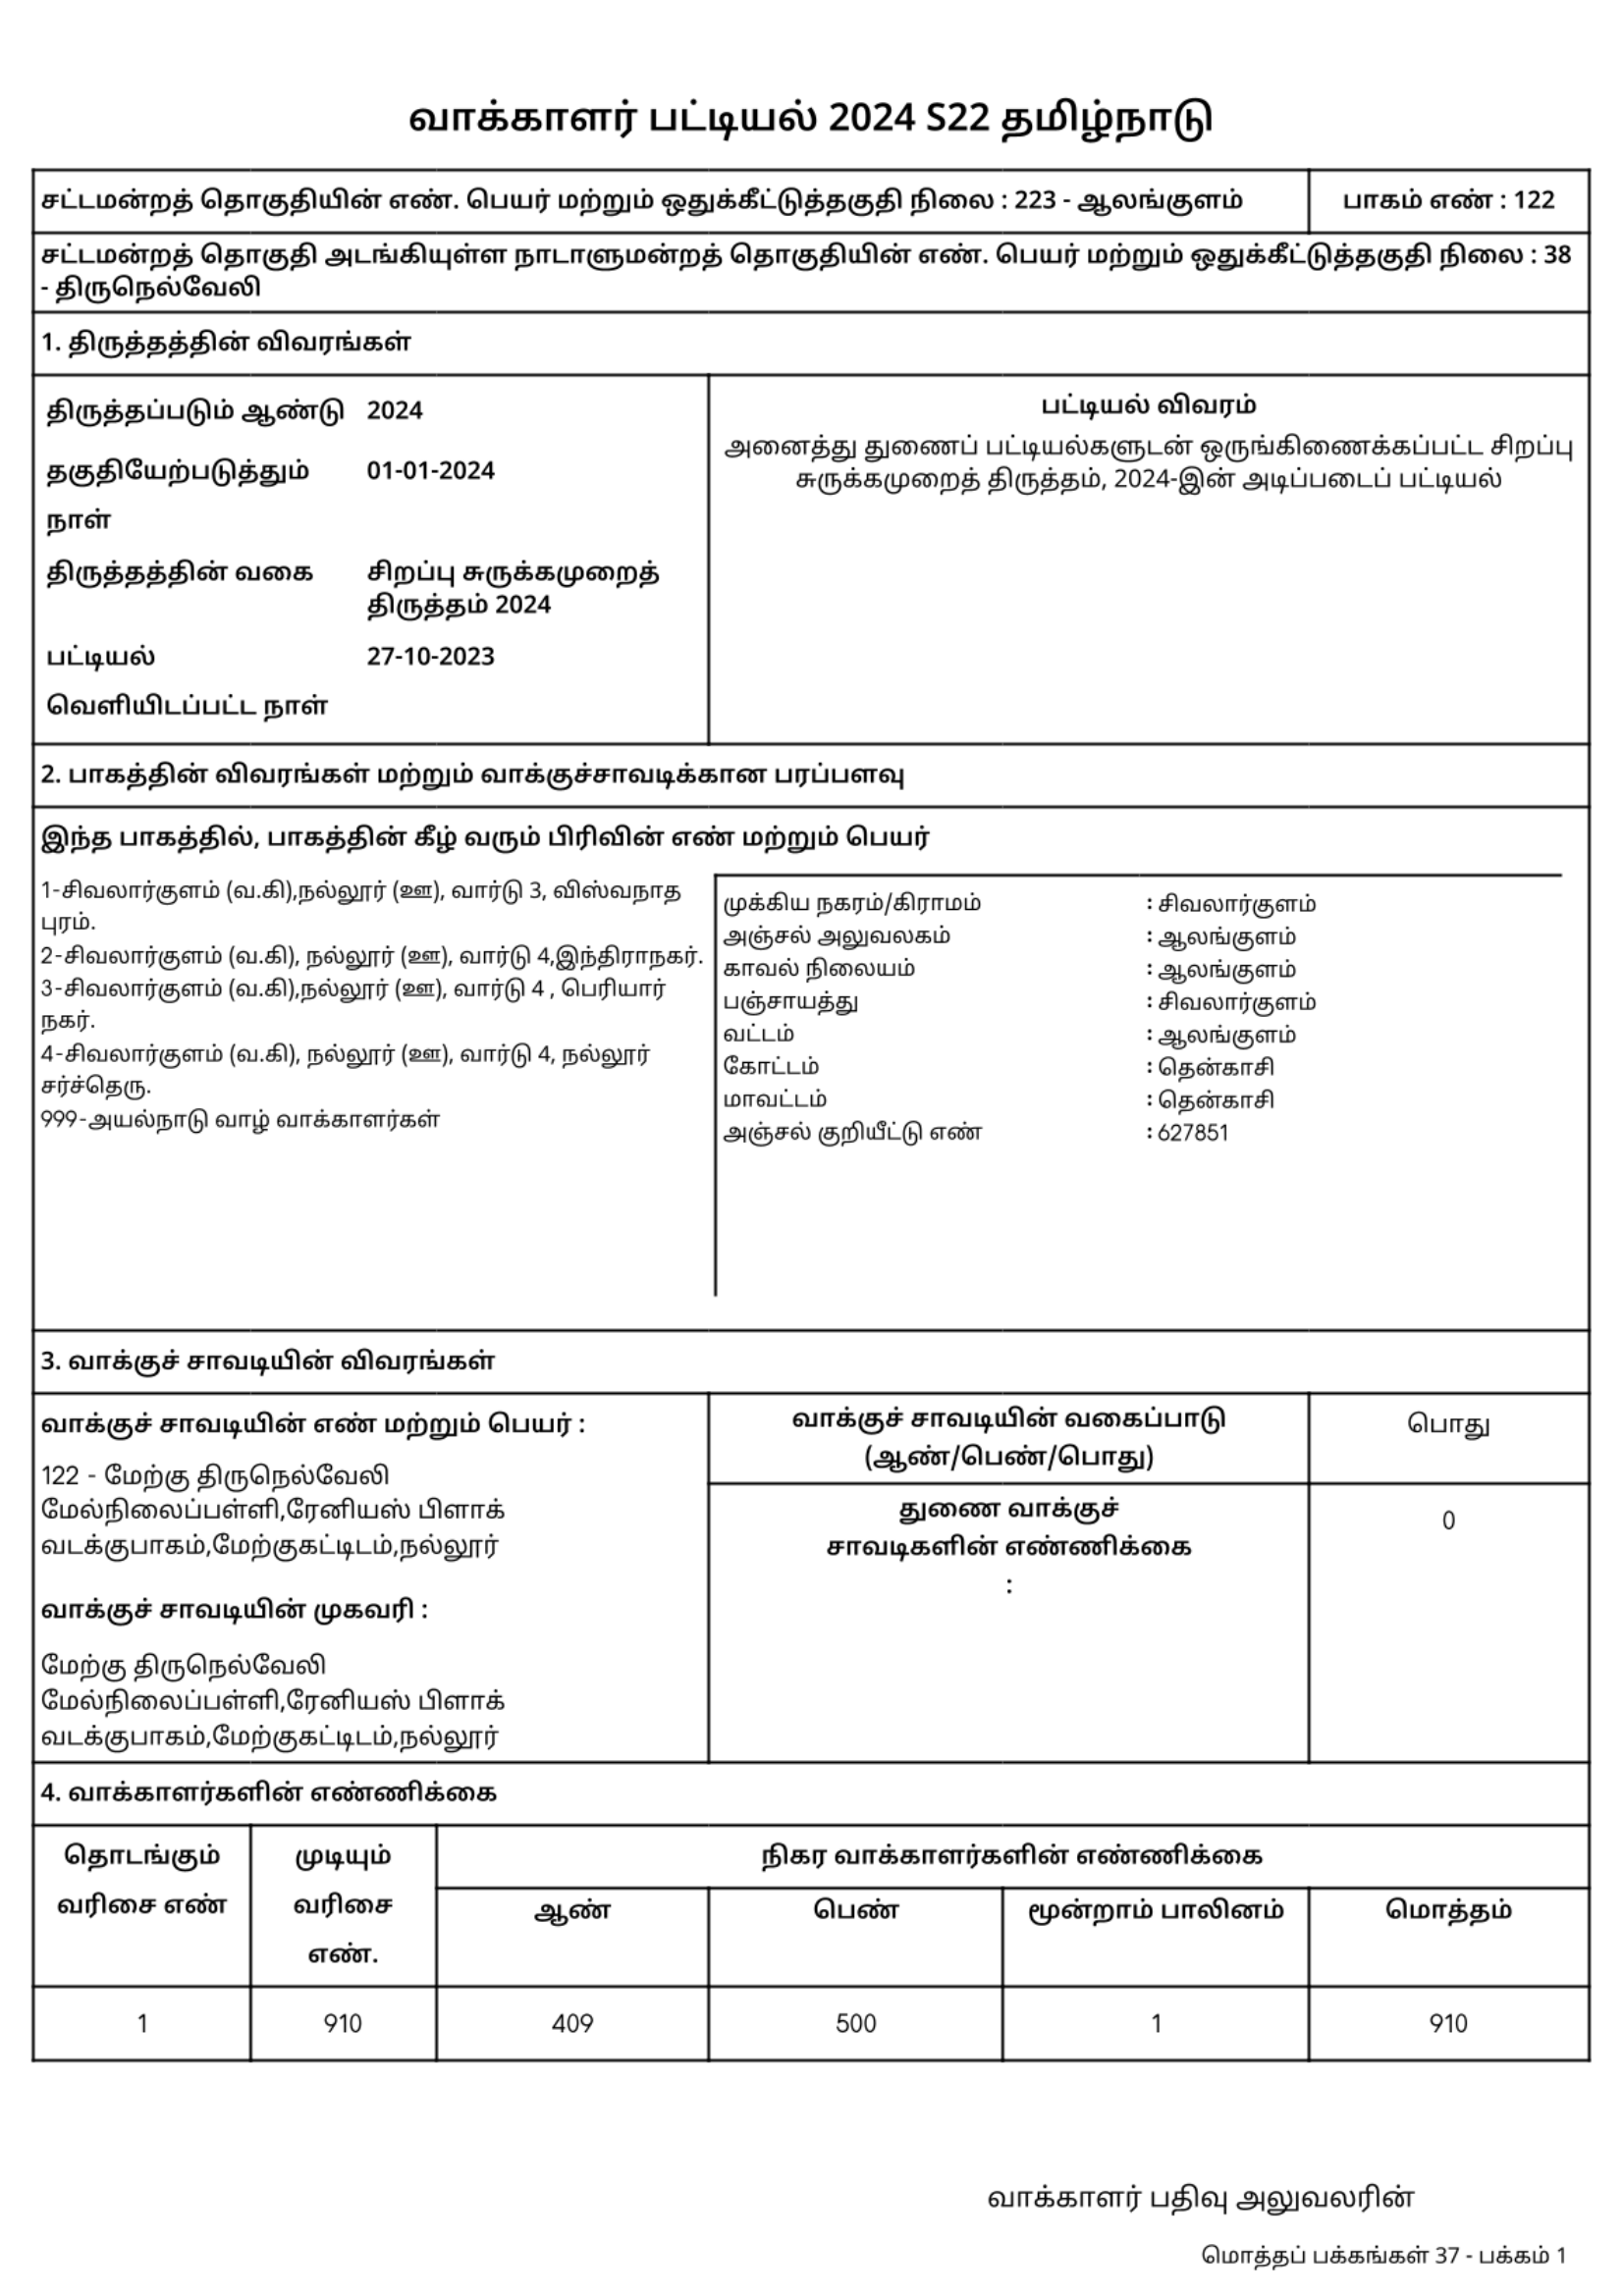 வாக்காளர் பட்டியல் 2024 S22 தமிழ்நாடு
சட்டமன்றத் தொகுதியின் எண். பெயர் மற்றும் ஒதுக்கீட்டுத்தகுதி நிலை : 223 - ஆலங்குளம்
பாகம் எண் : 122
சட்டமன்றத் தொகுதி அடங்கியுள்ள நாடாளுமன்றத் தொகுதியின் எண். பெயர் மற்றும் ஒதுக்கீட்டுத்தகுதி நிலை : 38
- திருநெல்வேலி
1. திருத்தத்தின் விவரங்கள்
திருத்தப்படும் ஆண்டு 2024
தகுதியேற்படுத்தும் 01-01-2024
நாள்
திருத்தத்தின் வகை சிறப்பு சுருக்கமுறைத்
திருத்தம் 2024
பட்டியல் 27-10-2023
வெளியிடப்பட்ட நாள்
பட்டியல் விவரம்
அனைத்து துணைப் பட்டியல்களுடன் ஒருங்கிணைக்கப்பட்ட சிறப்பு
சுருக்கமுறைத் திருத்தம், 2024-இன் அடிப்படைப் பட்டியல்
2. பாகத்தின் விவரங்கள் மற்றும் வாக்குச்சாவடிக்கான பரப்பளவு
இந்த பாகத்தில், பாகத்தின் கீழ் வரும் பிரிவின் எண் மற்றும் பெயர்
1-சிவலார்குளம் (வ.கி),நல்லூர் (ஊ), வார்டு 3, விஸ்வநாத
புரம்.
2-சிவலார்குளம் (வ.கி), நல்லூர் (ஊ), வார்டு 4,இந்திராநகர்.
3-சிவலார்குளம் (வ.கி),நல்லூர் (ஊ), வார்டு 4 , பெரியார்
நகர்.
4-சிவலார்குளம் (வ.கி), நல்லூர் (ஊ), வார்டு 4, நல்லூர்
சர்ச்தெரு.
999-அயல்நாடு வாழ் வாக்காளர்கள்
முக்கிய நகரம்/கிராமம் : சிவலார்குளம்
அஞ்சல் அலுவலகம் : ஆலங்குளம்
காவல் நிலையம் : ஆலங்குளம்
பஞ்சாயத்து : சிவலார்குளம்
வட்டம் : ஆலங்குளம்
கோட்டம் : தென்காசி
மாவட்டம் : தென்காசி
அஞ்சல் குறியீட்டு எண் : 627851
3. வாக்குச் சாவடியின் விவரங்கள்
வாக்குச் சாவடியின் எண் மற்றும் பெயர் :
122 - மேற்கு திருநெல்வேலி
மேல்நிலைப்பள்ளி,ரேனியஸ் பிளாக்
வடக்குபாகம்,மேற்குகட்டிடம்,நல்லூர்
வாக்குச் சாவடியின் முகவரி :
மேற்கு திருநெல்வேலி
மேல்நிலைப்பள்ளி,ரேனியஸ் பிளாக்
வடக்குபாகம்,மேற்குகட்டிடம்,நல்லூர்
வாக்குச் சாவடியின் வகைப்பாடு
(ஆண்/பெண்/பொது)
பொது
துணை வாக்குச்
சாவடிகளின் எண்ணிக்கை
:
0
4. வாக்காளர்களின் எண்ணிக்கை
தொடங்கும்
வரிசை எண்
முடியும்
வரிசை
எண்.
நிகர வாக்காளர்களின் எண்ணிக்கை
ஆண் பெண் மூன்றாம் பாலினம் மொத்தம்
1 910 409 500 1 910
வாக்காளர் பதிவு அலுவலரின்
மொத்தப் பக்கங்கள் 37 - பக்கம் 1